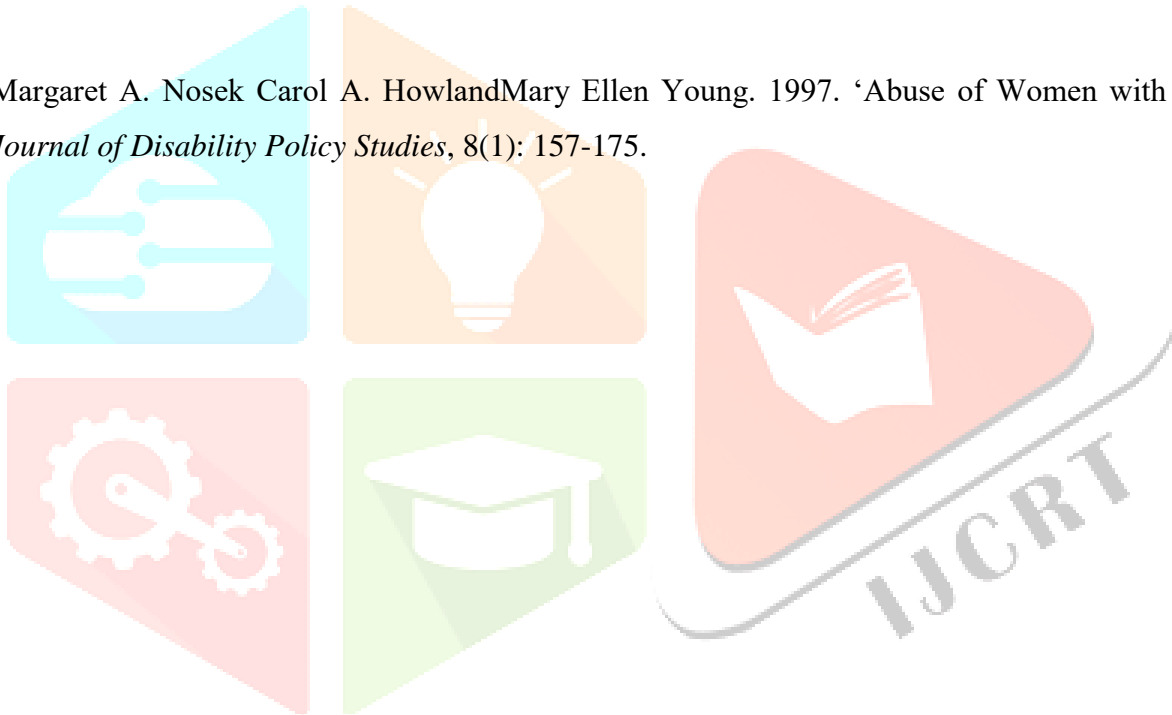 Margaret A. Nosek Carol A. HowlandMary Ellen Young. 1997. ‘Abuse of Women with
Journal of Disability Policy Studies, 8(1): 157-175.
IJCRT